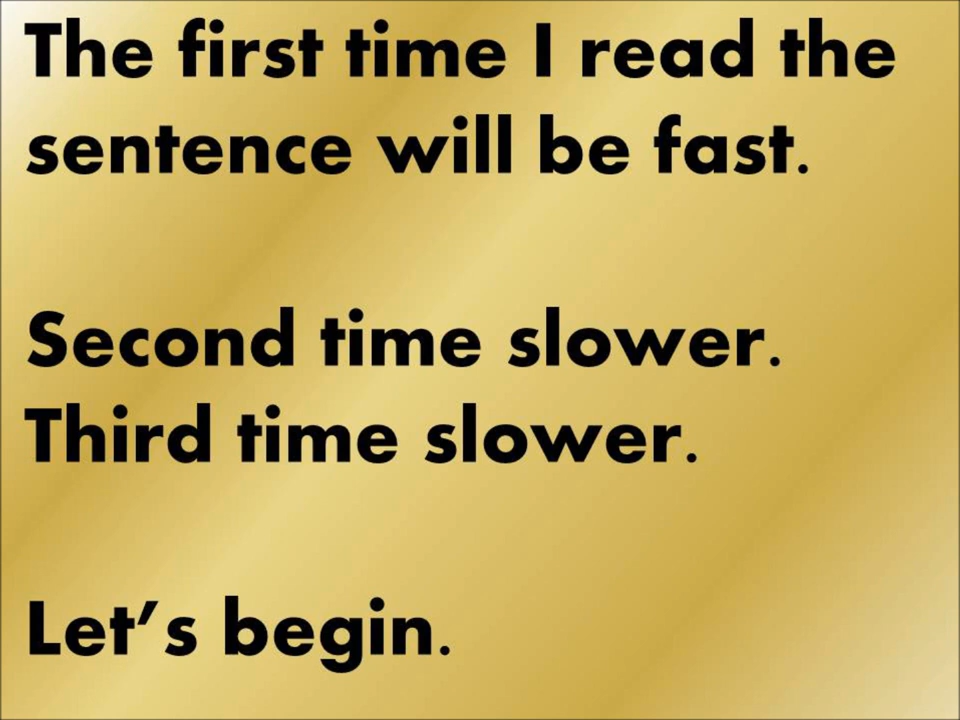 The first time I read the
sentence will be fast.
Second time slower.
Third time slower.
Let’s begin.